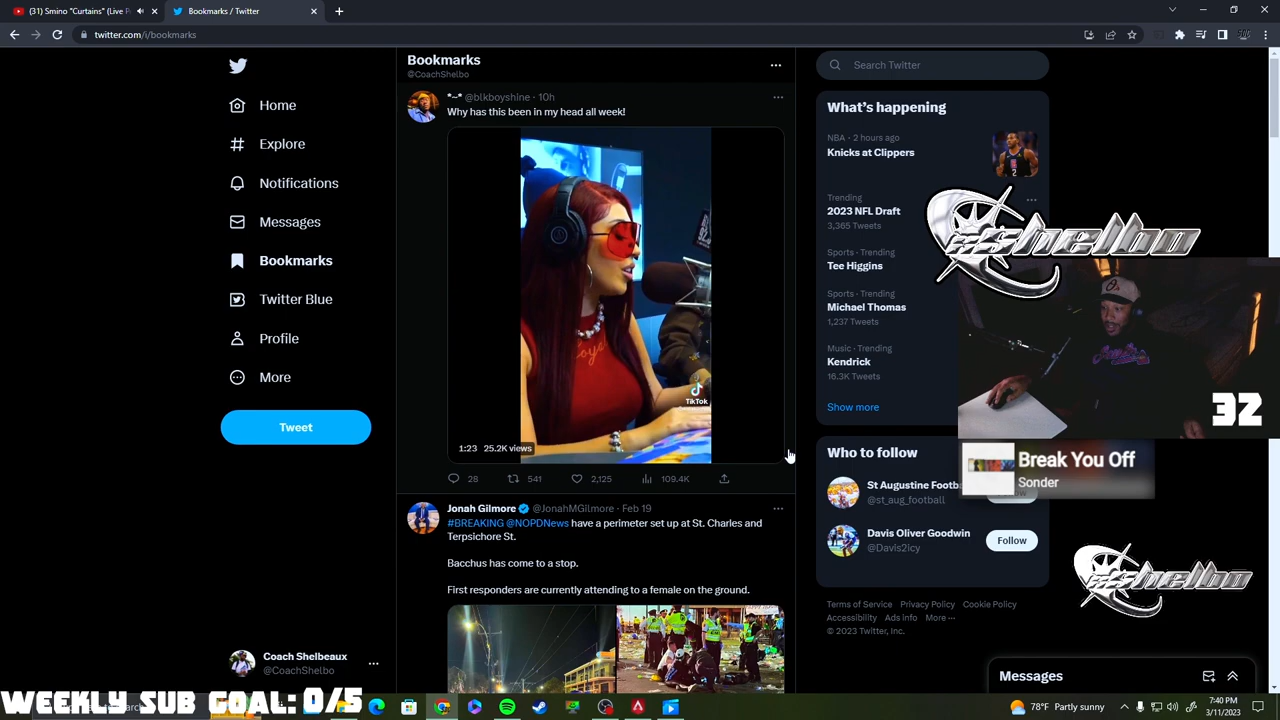 (31) Smino "Curtains" (Live P
Bookmarks / Twitter
twitter.com/i/bookmarks
Home
Explore
Notifications
Messages
Bookmarks
Twitter Blue
Profile
More
Tweet
Coach Shelbeaux
@CoachShelbo
Bookmarks
@CoachShelbo
*~* @blkboyshine · 10h
Why has this been in my head all week!
TikTok
1:23 25.2K views
28 541 2,125 109.4K
Jonah Gilmore @JonahMGilmore · Feb 19
#BREAKING @NOPDNews have a perimeter set up at St. Charles and
Terpsichore St.
Bacchus has come to a stop.
First responders are currently attending to a female on the ground.
Search Twitter
What's happening
NBA · 2 hours ago
Knicks at Clippers
Trending
2023 NFL Draft
3,365 Tweets
Sports · Trending
Tee Higgins
Sports · Trending
Michael Thomas
1,237 Tweets
Music · Trending
Kendrick
16.3K Tweets
Show more
Who to follow
St Augustine Footb
@st_aug_football
Davis Oliver Goodwin
@Davis2icy
Follow
Terms of Service Privacy Policy Cookie Policy
Accessibility Ads info More ···
© 2023 Twitter, Inc.
shelbo
32
Break You Off
Sonder
shelbo
Messages
WEEKLY SUB GOAL: 0/5
78°F Partly sunny
7:40 PM
3/11/2023